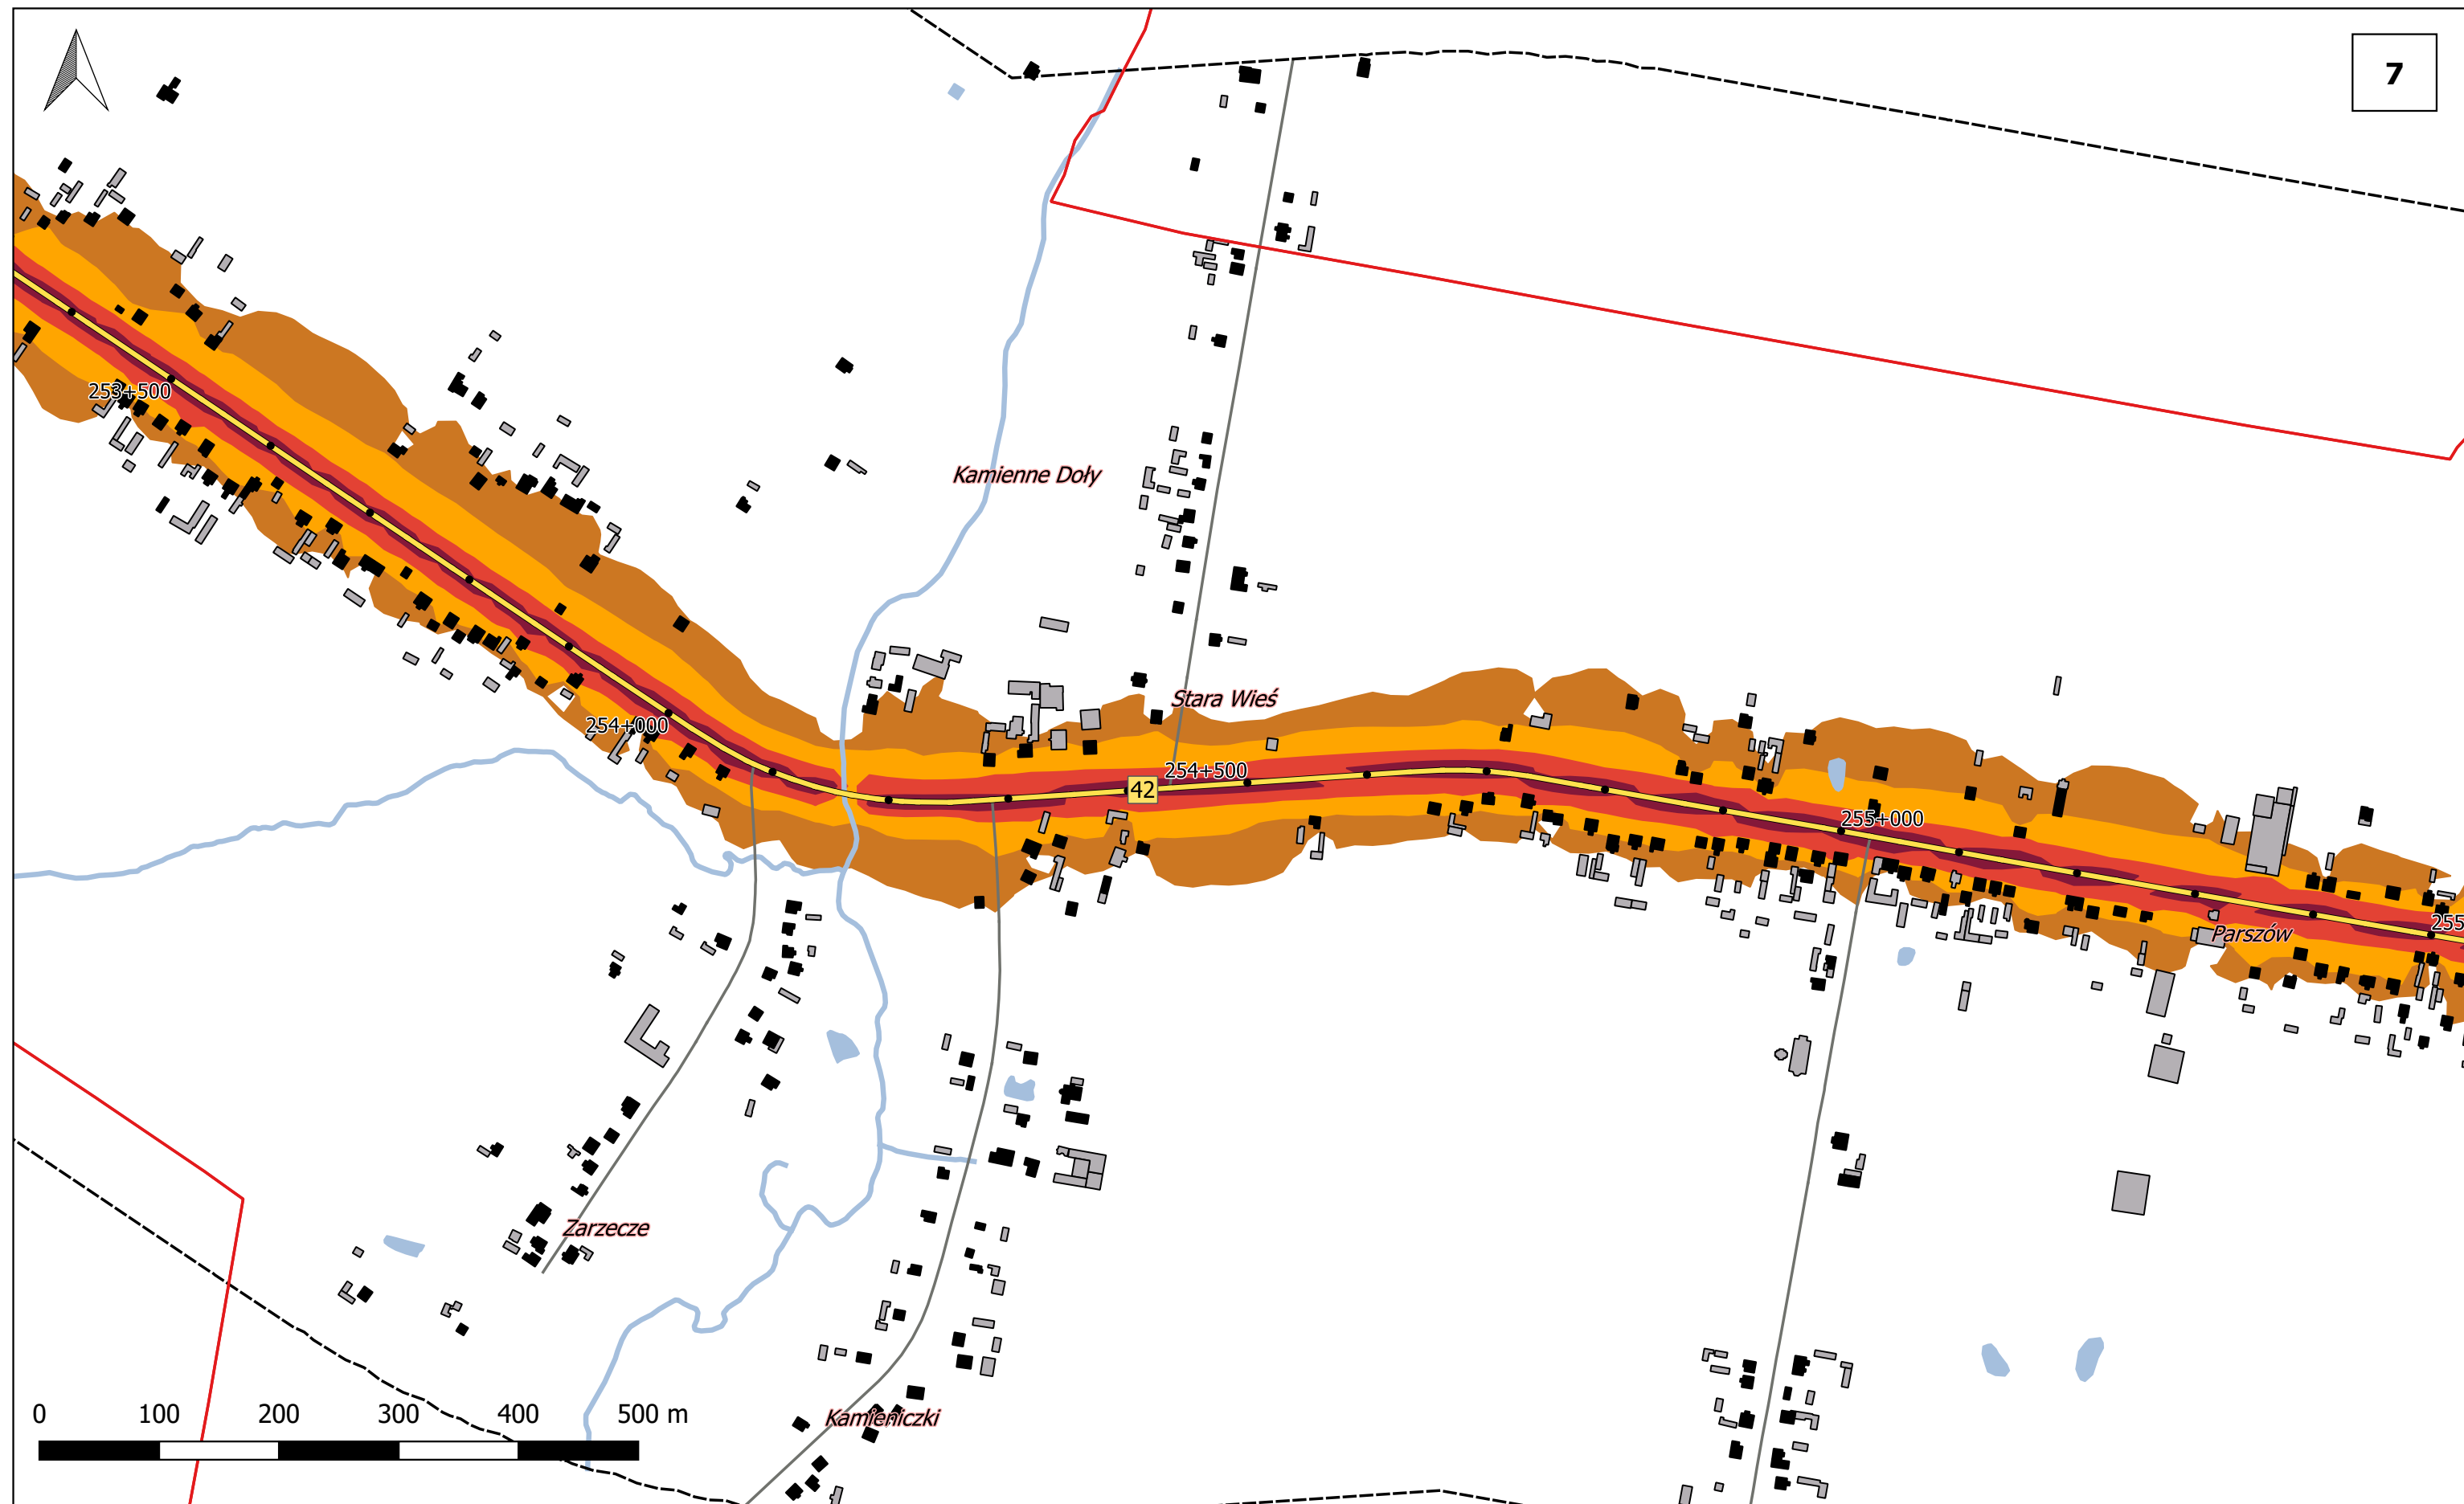 7
253+500
Kamienne Doły
Stara Wieś
254+000
254+500
42
255+000
255
Parszów
Zarzecze
Kamieniczki
0 100 200 300 400 500 m